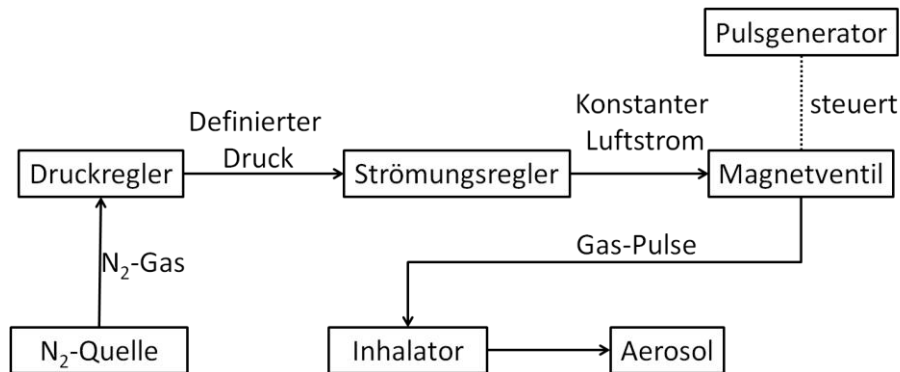 Pulsgenerator
steuert
Konstanter
Luftstrom
Definierter
Druck
Druckregler
Strömungsregler
Magnetventil
Gas-Pulse
N₂-Gas
N₂-Quelle
Inhalator
Aerosol